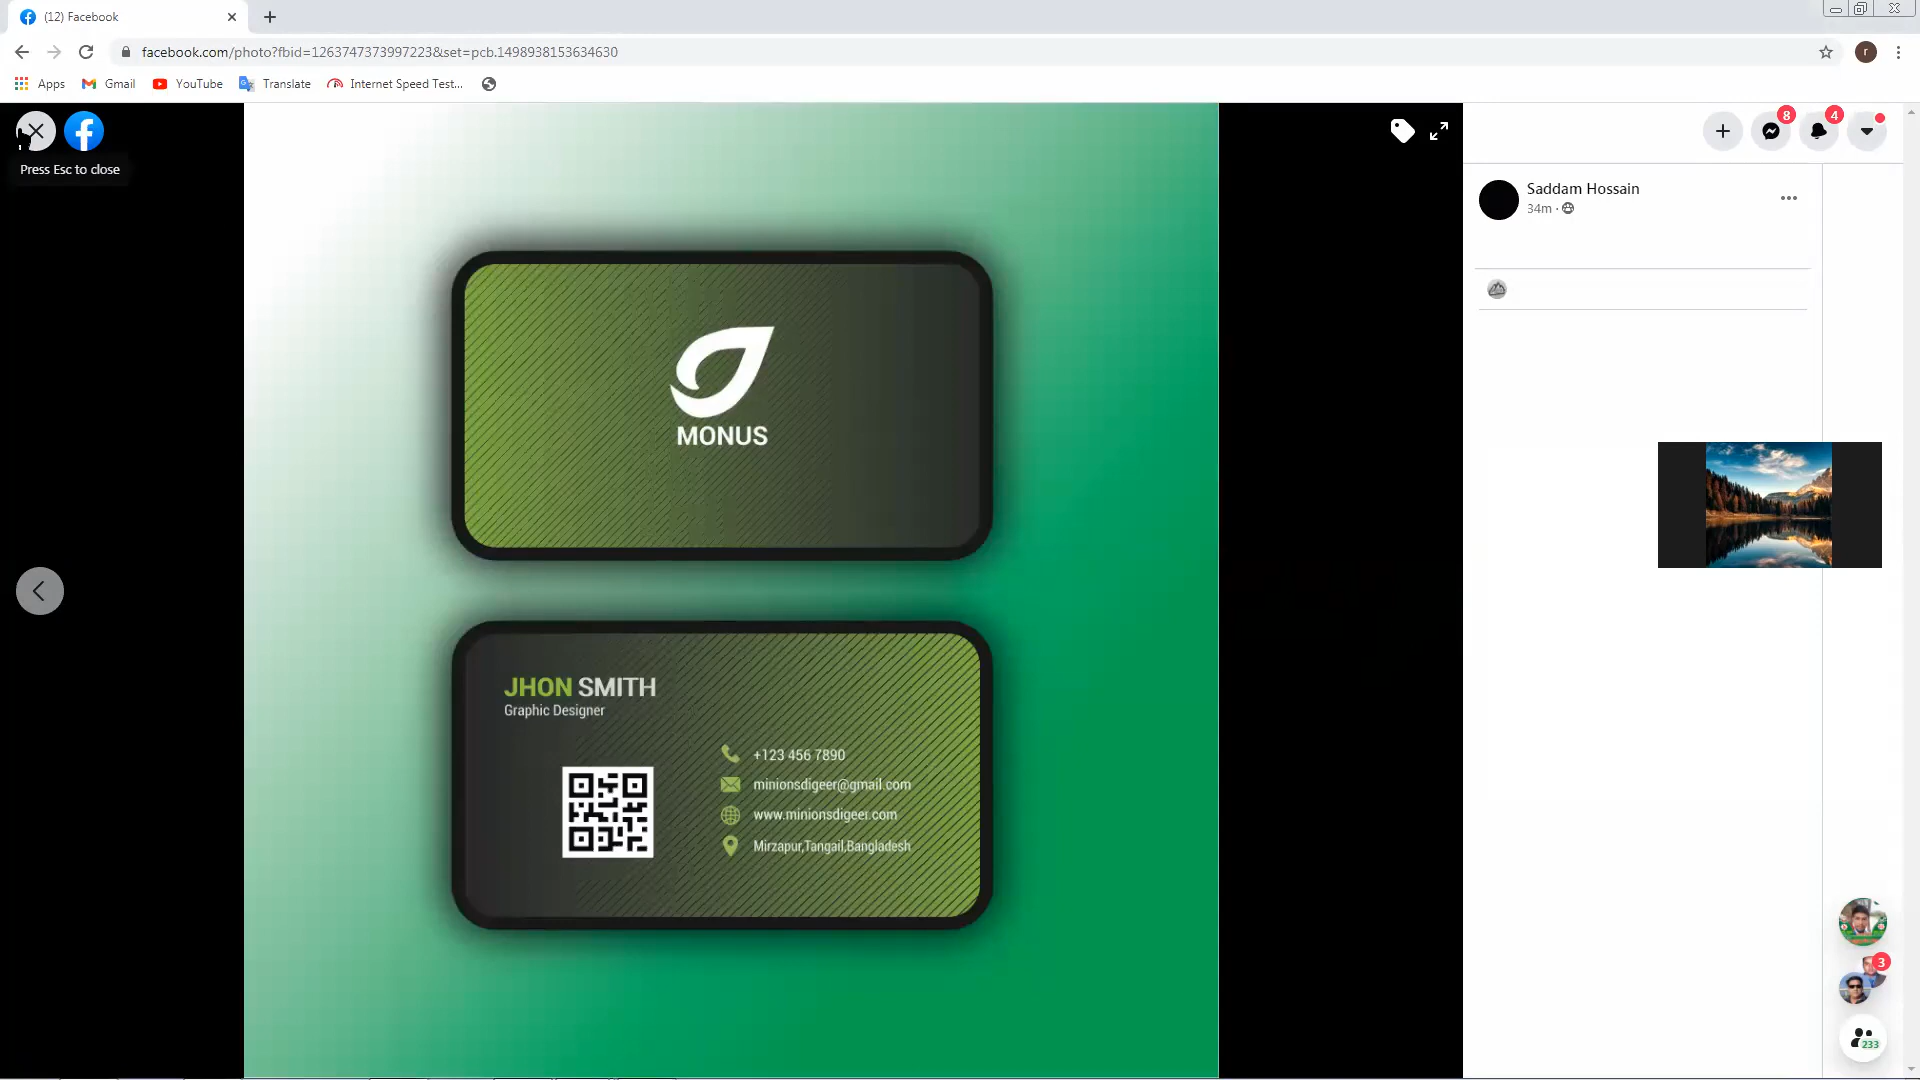 (12) Facebook
facebook.com/photo?fbid=1263747373997223&set=pcb.1498938153634630
r
Apps
Gmail
YouTube
Translate
Internet Speed Test...
Press Esc to close
8
4
Saddam Hossain
34m ·
MONUS
JHON SMITH
Graphic Designer
+123 456 7890
minionsdigeer@gmail.com
www.minionsdigeer.com
Mirzapur,Tangail,Bangladesh
3
233